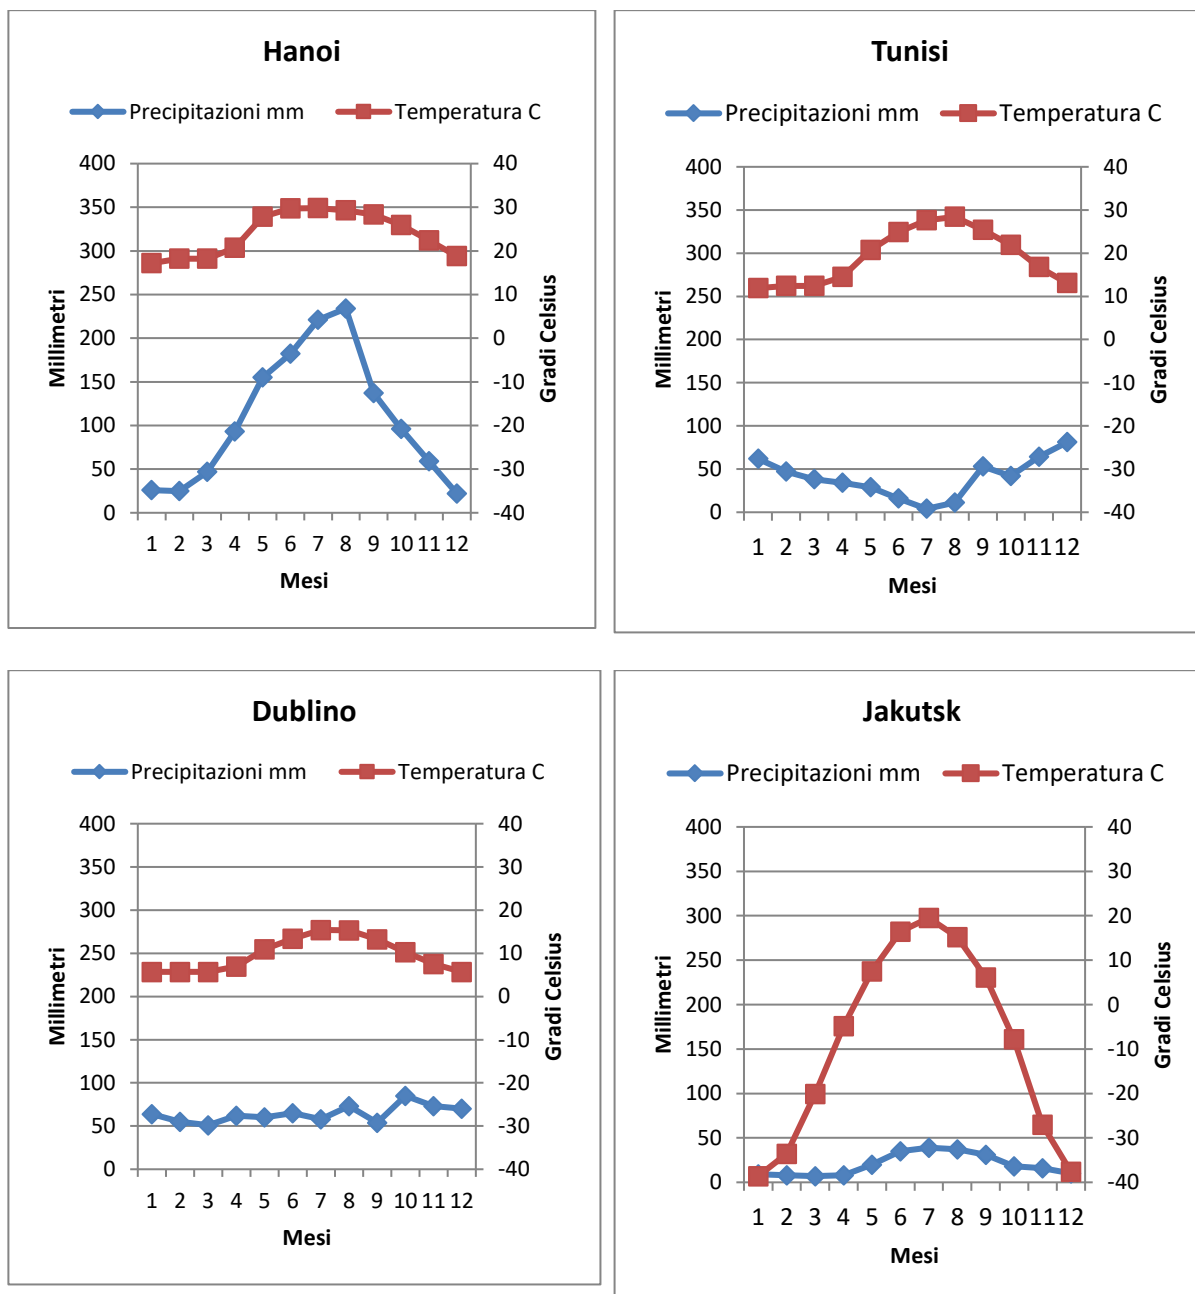 Hanoi
Precipitazioni mm Temperatura C
400 40
350 30
300 20
250 10
200 0
150 -10
100 -20
50 -30
0 -40
Millimetri
Gradi Celsius
1 2 3 4 5 6 7 8 9 10 11 12
Mesi
Tunisi
Precipitazioni mm Temperatura C
400 40
350 30
300 20
250 10
200 0
150 -10
100 -20
50 -30
0 -40
Millimetri
Gradi Celsius
1 2 3 4 5 6 7 8 9 10 11 12
Mesi
Dublino
Precipitazioni mm Temperatura C
400 40
350 30
300 20
250 10
200 0
150 -10
100 -20
50 -30
0 -40
Millimetri
Gradi Celsius
1 2 3 4 5 6 7 8 9 10 11 12
Mesi
Jakutsk
Precipitazioni mm Temperatura C
400 40
350 30
300 20
250 10
200 0
150 -10
100 -20
50 -30
0 -40
Millimetri
Gradi Celsius
1 2 3 4 5 6 7 8 9 10 11 12
Mesi